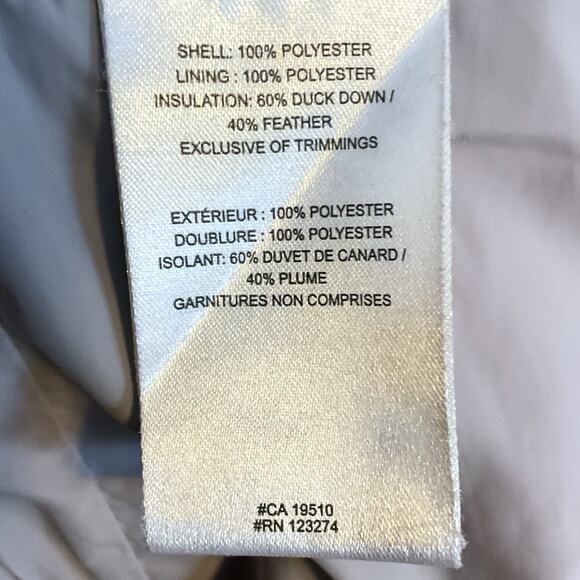 SHELL: 100% POLYESTER
LINING : 100% POLYESTER
INSULATION: 60% DUCK DOWN /
40% FEATHER
EXCLUSIVE OF TRIMMINGS
EXTÉRIEUR : 100% POLYESTER
DOUBLURE : 100% POLYESTER
ISOLANT: 60% DUVET DE CANARD /
40% PLUME
GARNITURES NON COMPRISES
#CA 19510
#RN 123274